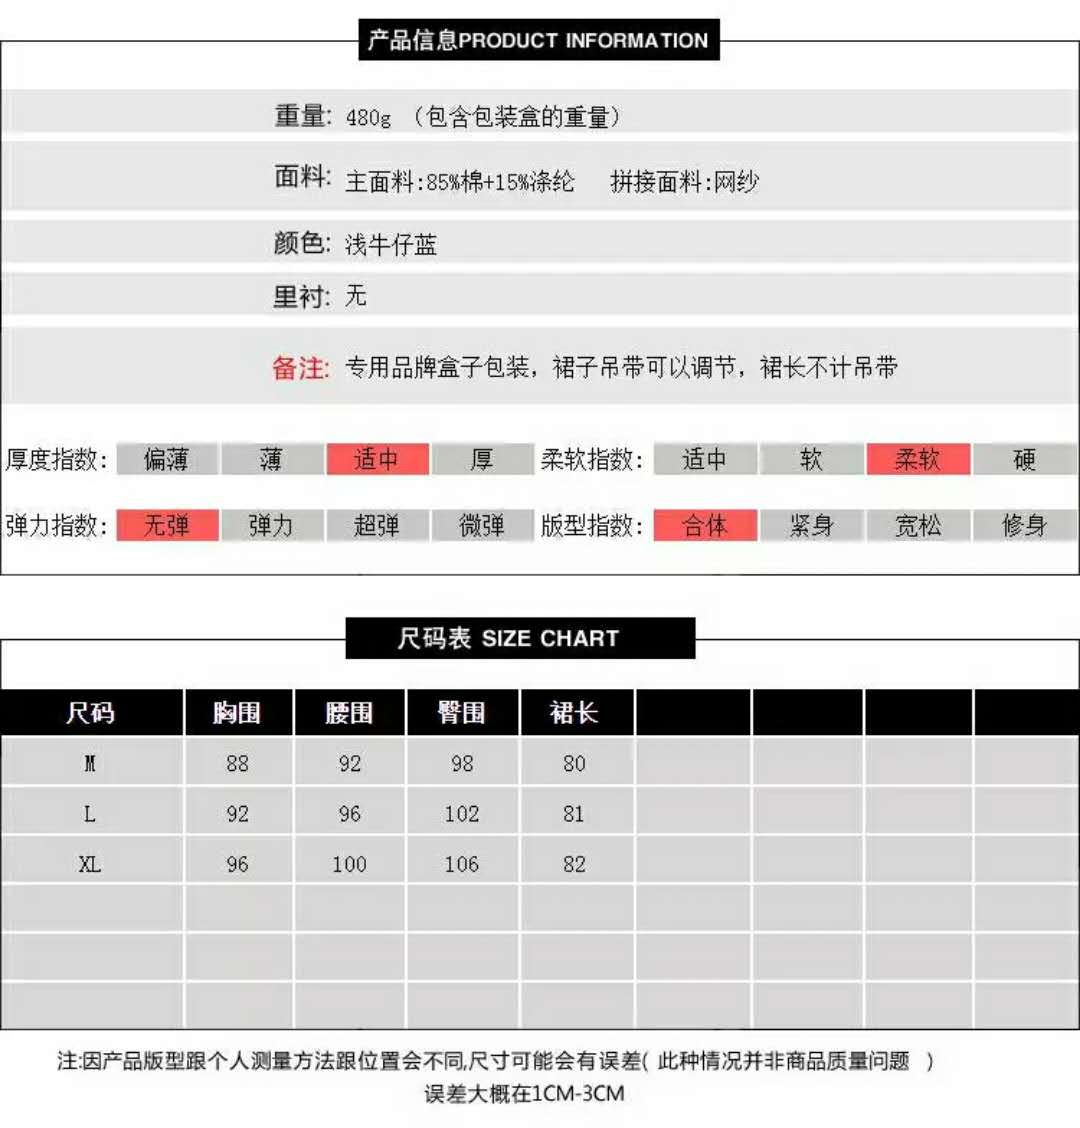 产品信息PRODUCT INFORMATION
重量: 480g （包含包装盒的重量）
面料: 主面料:85%棉+15%涤纶 拼接面料:网纱
颜色: 浅牛仔蓝
里衬: 无
备注: 专用品牌盒子包装，裙子吊带可以调节，裙长不计吊带
厚度指数: 偏薄 薄 适中 厚 柔软指数: 适中 软 柔软 硬
弹力指数: 无弹 弹力 超弹 微弹 版型指数: 合体 紧身 宽松 修身
尺码表 SIZE CHART
尺码 胸围 腰围 臀围 裙长
M 88 92 98 80
L 92 96 102 81
XL 96 100 106 82
注:因产品版型跟个人测量方法跟位置会不同,尺寸可能会有误差( 此种情况并非商品质量问题 )
误差大概在1CM-3CM